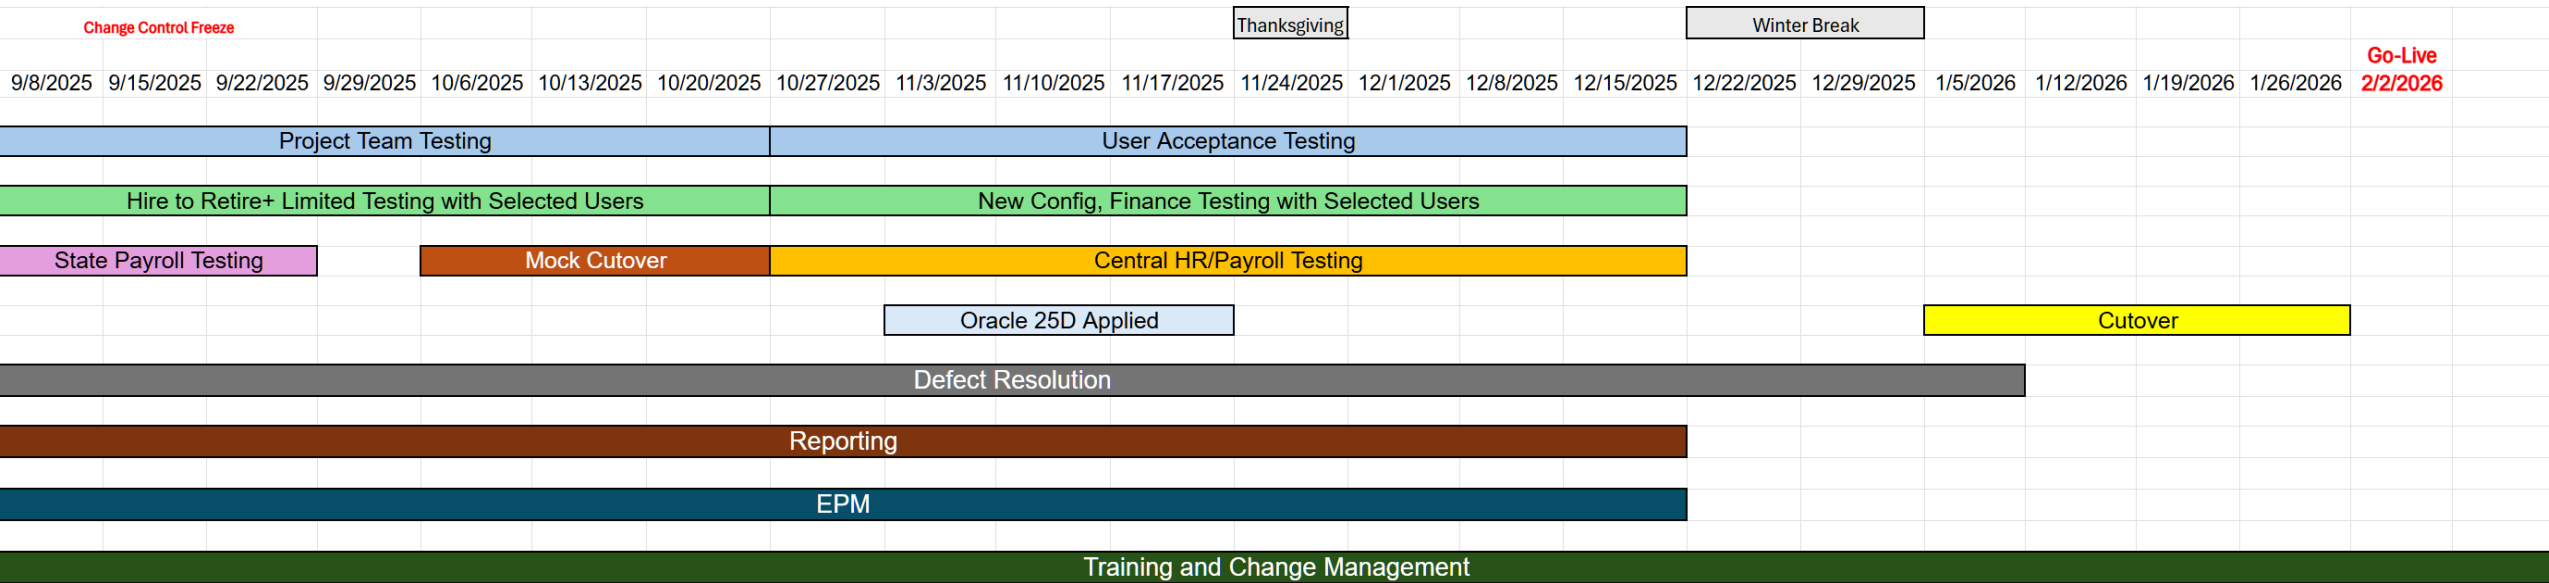 Change Control Freeze
Thanksgiving
Winter Break
Go-Live
9/8/2025 9/15/2025 9/22/2025 9/29/2025 10/6/2025 10/13/2025 10/20/2025 10/27/2025 11/3/2025 11/10/2025 11/17/2025 11/24/2025 12/1/2025 12/8/2025 12/15/2025 12/22/2025 12/29/2025 1/5/2026 1/12/2026 1/19/2026 1/26/2026 2/2/2026
Project Team Testing
User Acceptance Testing
Hire to Retire+ Limited Testing with Selected Users
New Config, Finance Testing with Selected Users
State Payroll Testing
Mock Cutover
Central HR/Payroll Testing
Oracle 25D Applied
Cutover
Defect Resolution
Reporting
EPM
Training and Change Management